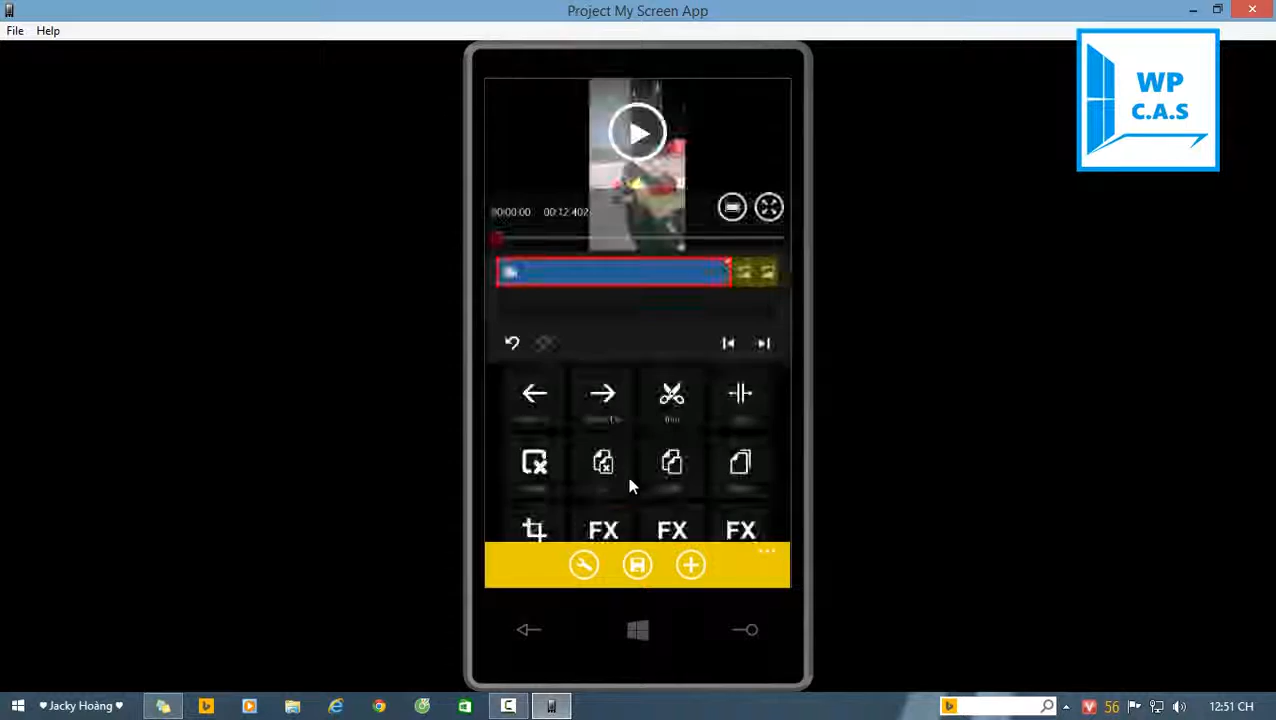 Project My Screen App
File Help
WP
C.A.S
00:00:00 00:12:402
Trim
FX FX FX
♥ Jacky Hoàng ♥
56
12:51 CH